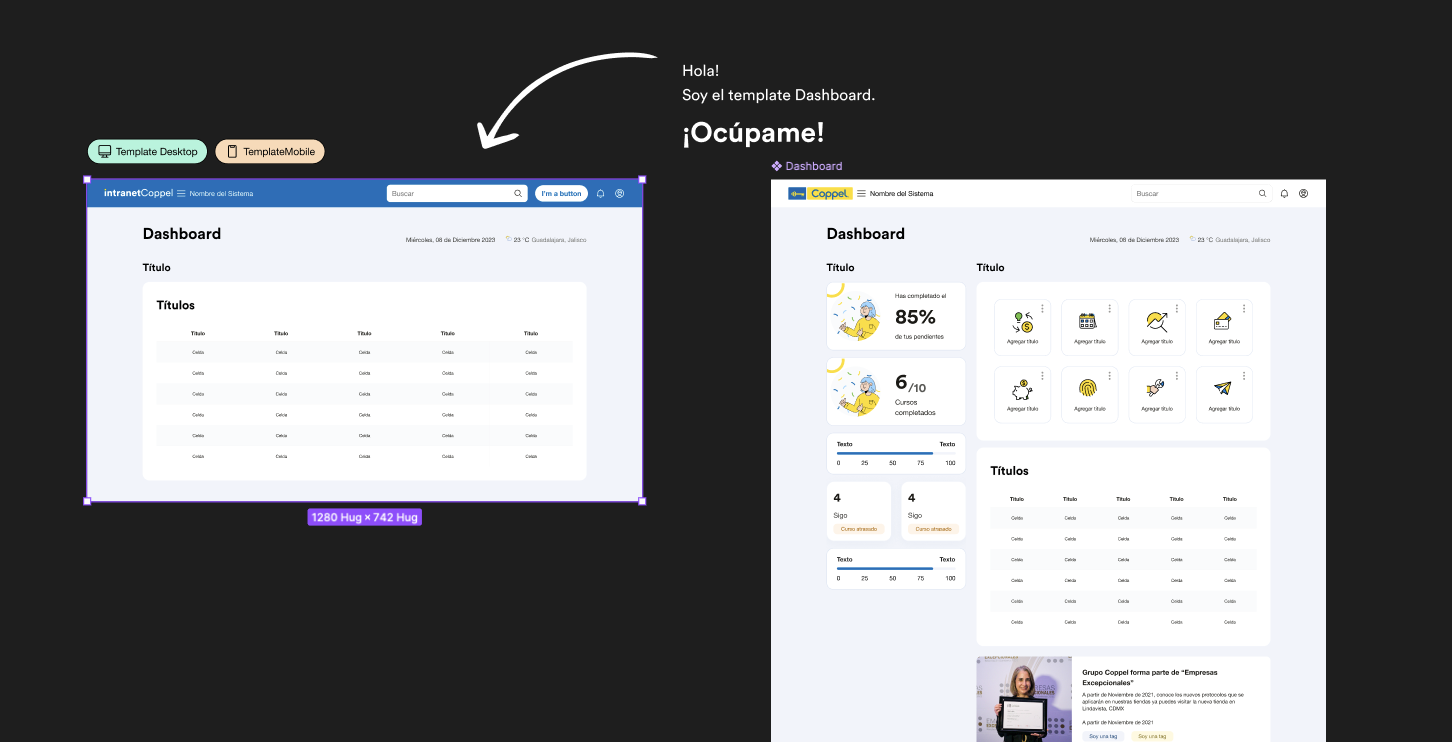 Hola!
Soy el template Dashboard.
¡Ocúpame!
Template Desktop
TemplateMobile
intranetCoppel
Nombre del Sistema
Buscar
I'm a button
Dashboard
Miércoles, 08 de Diciembre 2023
23 °C Guadalajara, Jalisco
Título
Títulos
Título Título Título Título Título
Celda Celda Celda Celda Celda
Celda Celda Celda Celda Celda
Celda Celda Celda Celda Celda
Celda Celda Celda Celda Celda
Celda Celda Celda Celda Celda
Celda Celda Celda Celda Celda
1280 Hug × 742 Hug
Dashboard
Coppel
Nombre del Sistema
Buscar
Dashboard
Miércoles, 08 de Diciembre 2023
23 °C Guadalajara, Jalisco
Título
Has completado el
85%
de tus pendientes
6/10
Cursos
completados
Texto Texto
0 25 50 75 100
4
Sigo
Curso atrasado
4
Sigo
Curso atrasado
Texto Texto
0 25 50 75 100
Título
Agregar título Agregar título Agregar título Agregar título
Agregar título Agregar título Agregar título Agregar título
Títulos
Título Título Título Título Título
Celda Celda Celda Celda Celda
Celda Celda Celda Celda Celda
Celda Celda Celda Celda Celda
Celda Celda Celda Celda Celda
Celda Celda Celda Celda Celda
Celda Celda Celda Celda Celda
Grupo Coppel forma parte de “Empresas
Excepcionales”
A partir de Noviembre de 2021, conoce los nuevos protocolos que se
aplicarán en nuestras tiendas ya puedes visitar la nueva tienda en
Lindavista, CDMX
A partir de Noviembre de 2021
Soy una tag
Soy una tag